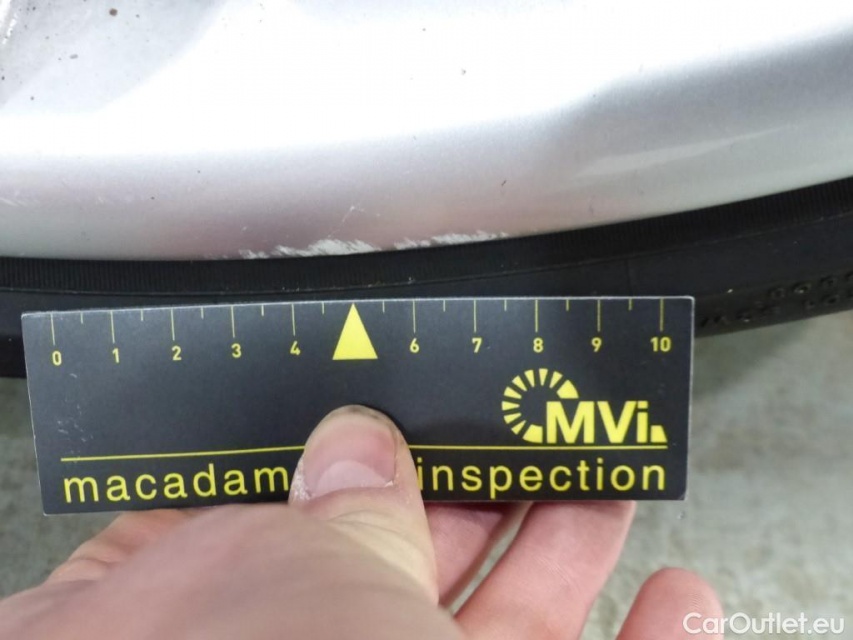 0 1 2 3 4 6 7 8 9 10
MVi
macadam inspection
CarOutlet.eu